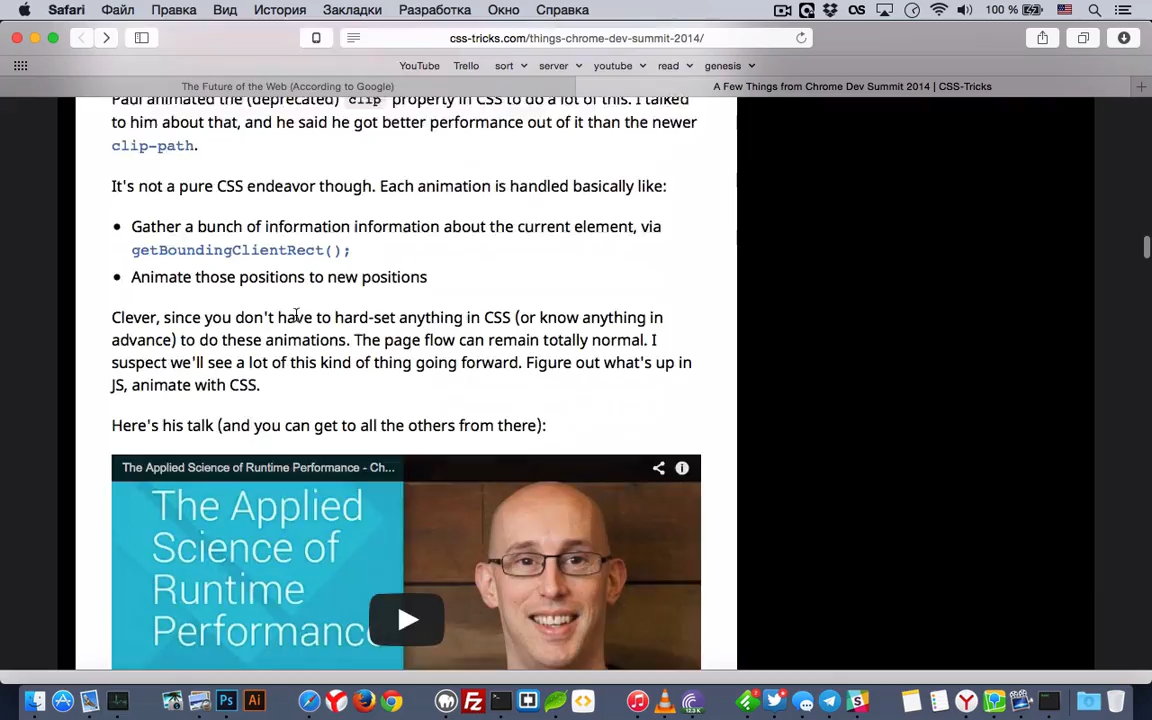 Safari Файл Правка Вид История Закладки Разработка Окно Справка 100 %
css-tricks.com/things-chrome-dev-summit-2014/
YouTube Trello sort server youtube read genesis
The Future of the Web (According to Google) A Few Things from Chrome Dev Summit 2014 | CSS-Tricks
Paul animated the (deprecated) clip property in CSS to do a lot of this. I talked
to him about that, and he said he got better performance out of it than the newer
clip-path.
It's not a pure CSS endeavor though. Each animation is handled basically like:
• Gather a bunch of information information about the current element, via
getBoundingClientRect();
• Animate those positions to new positions
Clever, since you don't have to hard-set anything in CSS (or know anything in
advance) to do these animations. The page flow can remain totally normal. I
suspect we'll see a lot of this kind of thing going forward. Figure out what's up in
JS, animate with CSS.
Here's his talk (and you can get to all the others from there):
The Applied Science of Runtime Performance - Ch...
The Applied
Science of
Runtime
Performance
Ps Ai Fz